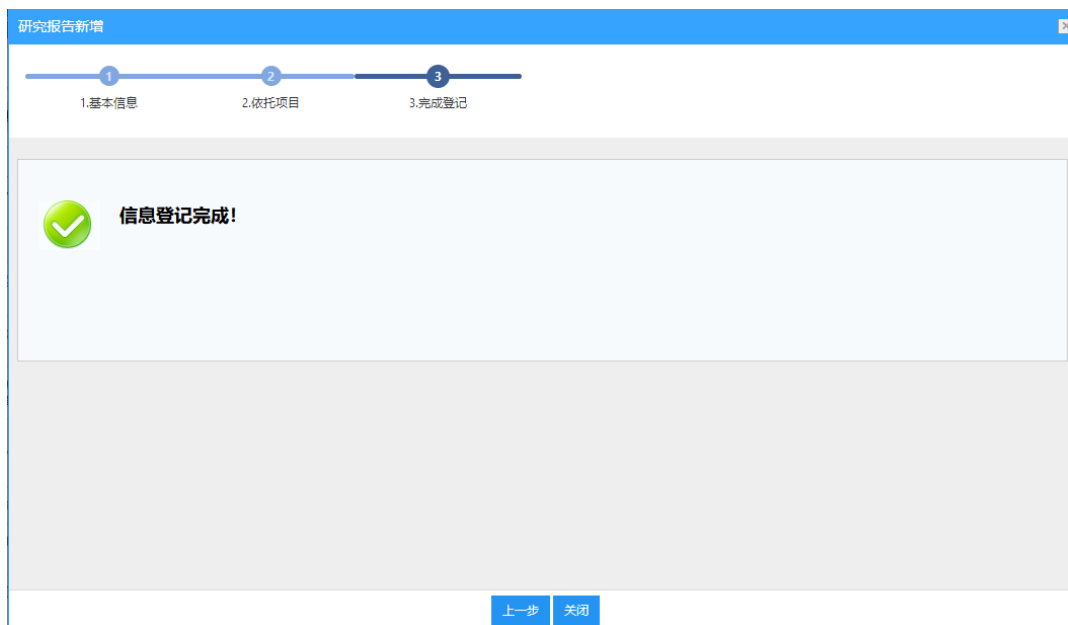 研究报告新增
1 2 3
1.基本信息 2.依托项目 3.完成登记
信息登记完成！
上一步 关闭